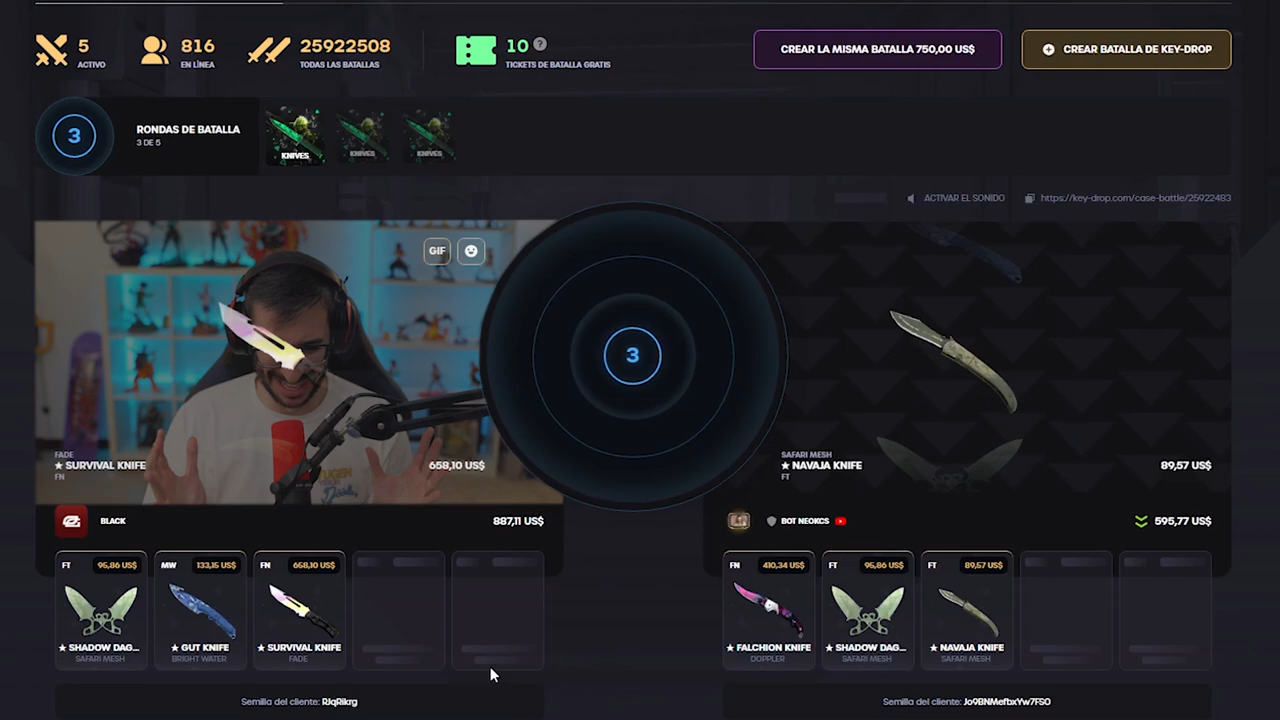 5
ACTIVO
816
EN LÍNEA
25922508
TODAS LAS BATALLAS
10 ?
TICKETS DE BATALLA GRATIS
CREAR LA MISMA BATALLA 750,00 US$
CREAR BATALLA DE KEY-DROP
3
RONDAS DE BATALLA
3 DE 5
KNIVES
KNIVES
KNIVES
ACTIVAR EL SONIDO
https://key-drop.com/case-battle/25922483
GIF
3
FADE
★ SURVIVAL KNIFE
FN
658,10 US$
SAFARI MESH
★ NAVAJA KNIFE
FT
89,57 US$
BLACK
887,11 US$
BOT NEOKCS
595,77 US$
FT 95,86 US$
★ SHADOW DAG...
SAFARI MESH
MW 133,15 US$
★ GUT KNIFE
BRIGHT WATER
FN 658,10 US$
★ SURVIVAL KNIFE
FADE
FN 410,34 US$
★ FALCHION KNIFE
DOPPLER
FT 95,86 US$
★ SHADOW DAG...
SAFARI MESH
FT 89,57 US$
★ NAVAJA KNIFE
SAFARI MESH
Semilla del cliente: RJqRikrg
Semilla del cliente: Jo9BNMefbxYw7FS0